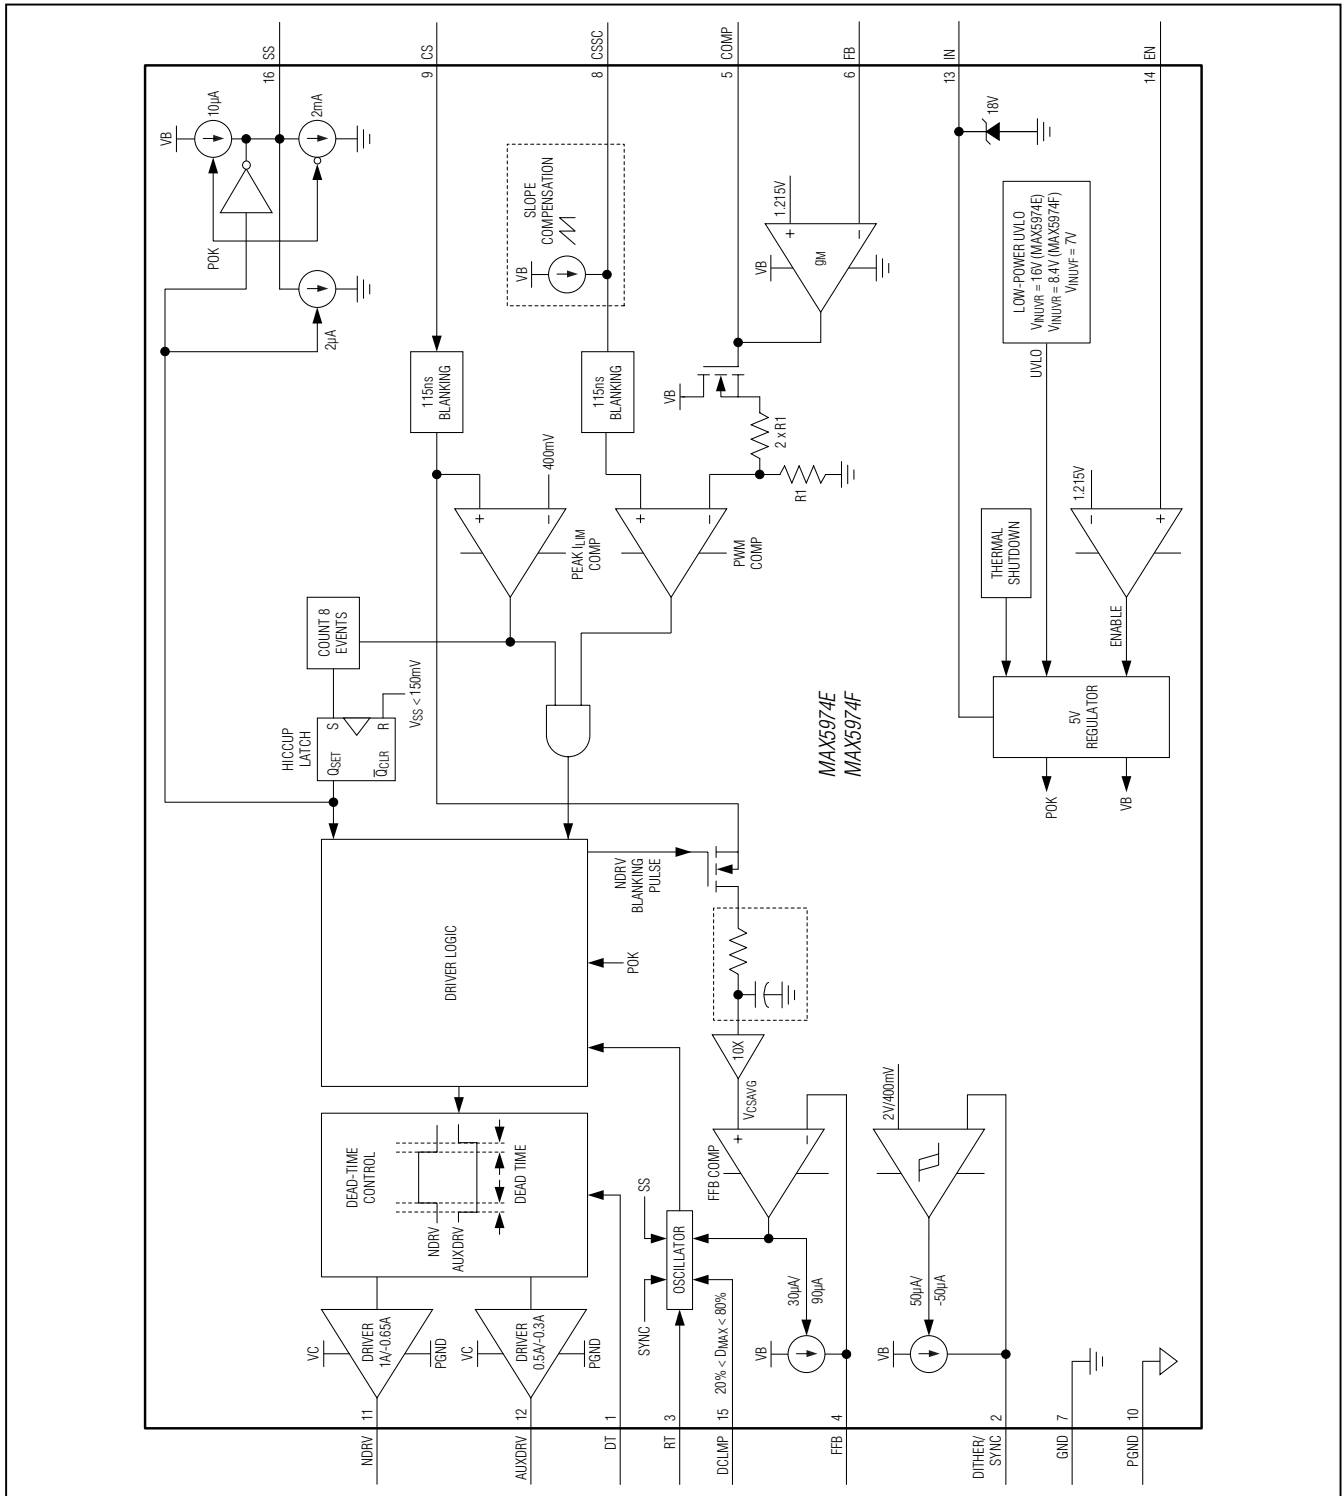 16 SS
9 CS
8 CSSC
5 COMP
6 FB
13 IN
14 EN
VB
10µA
2mA
POK
2µA
SLOPE
COMPENSATION
VB
1.215V
+
−
VB
gM
18V
LOW-POWER UVLO
VINUVR = 16V (MAX5974E)
VINUVR = 8.4V (MAX5974F)
VINUVF = 7V
UVLO
115ns
BLANKING
115ns
BLANKING
VB
2 x R1
R1
400mV
+
−
PEAK ILIM
COMP
+
−
PWM
COMP
THERMAL
SHUTDOWN
1.215V
−
+
ENABLE
COUNT 8
EVENTS
VSS < 150mV
HICCUP
LATCH
S
R
QSET
QCLR
MAX5974E
MAX5974F
5V
REGULATOR
POK
VB
DRIVER LOGIC
NDRV
BLANKING
PULSE
POK
10X
VCSAVG
DEAD-TIME
CONTROL
NDRV
AUXDRV
DEAD TIME
SS
SYNC
OSCILLATOR
FFB COMP
+
−
2V/400mV
VC
DRIVER
1A/-0.65A
PGND
VC
DRIVER
0.5A/-0.3A
PGND
20% < DMAX < 80%
30µA/
90µA
VB
50µA/
-50µA
VB
NDRV 11
AUXDRV 12
DT 1
RT 3
DCLMP 15
FFB 4
DITHER/
SYNC 2
GND 7
PGND 10